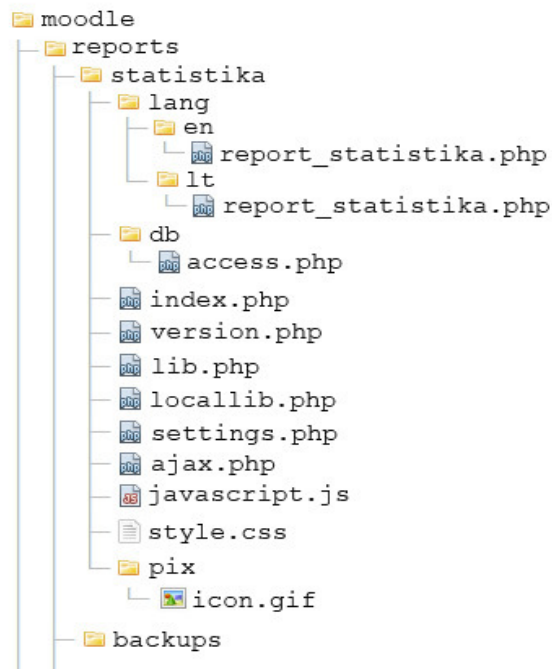 moodle
reports
statistika
lang
en
report_statistika.php
lt
report_statistika.php
db
access.php
index.php
version.php
lib.php
locallib.php
settings.php
ajax.php
javascript.js
style.css
pix
icon.gif
backups